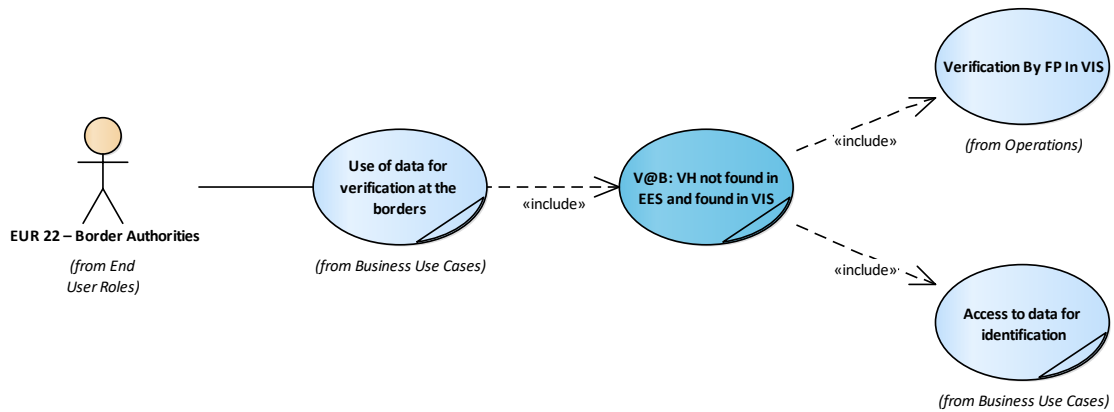 EUR 22 – Border Authorities
(from End
User Roles)
Use of data for
verification at the
borders
(from Business Use Cases)
«include»
V@B: VH not found in
EES and found in VIS
«include»
Verification By FP In VIS
(from Operations)
«include»
Access to data for
identification
(from Business Use Cases)